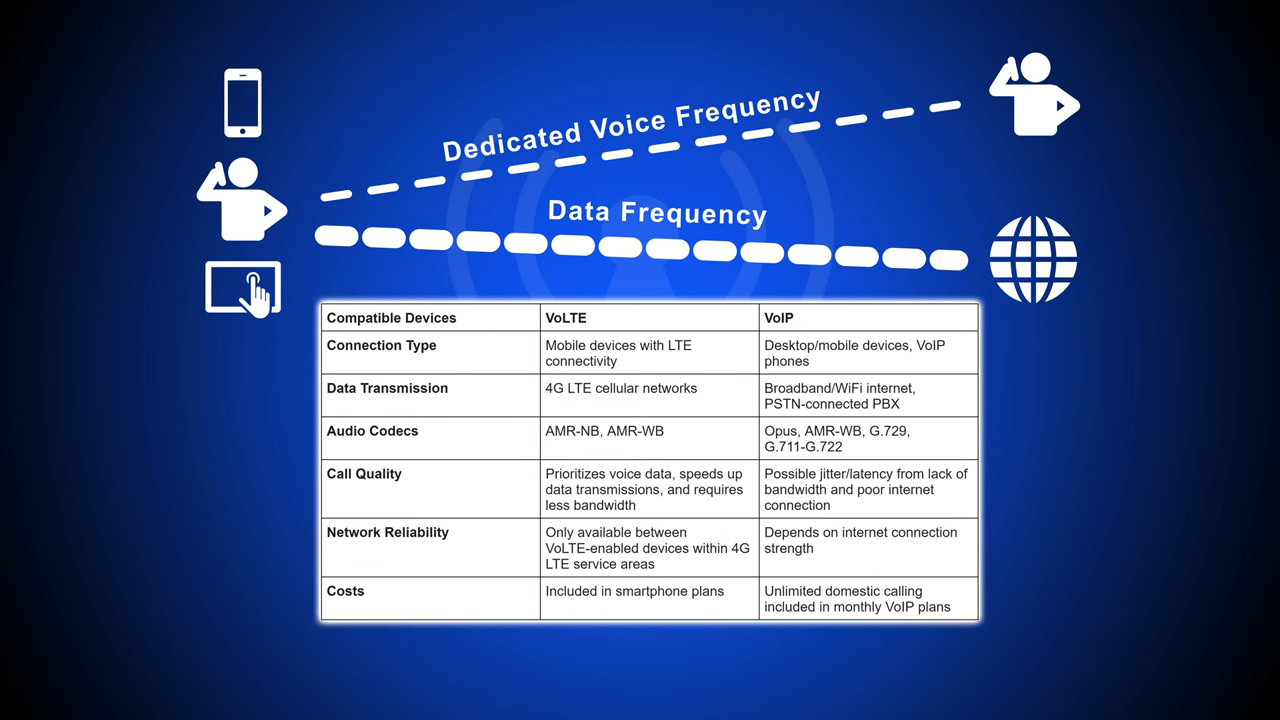 Dedicated Voice Frequency
Data Frequency
Compatible Devices
VoLTE
VoIP
Connection Type
Mobile devices with LTE
connectivity
Desktop/mobile devices, VoIP
phones
Data Transmission
4G LTE cellular networks
Broadband/WiFi internet,
PSTN-connected PBX
Audio Codecs
AMR-NB, AMR-WB
Opus, AMR-WB, G.729,
G.711-G.722
Call Quality
Prioritizes voice data, speeds up
data transmissions, and requires
less bandwidth
Possible jitter/latency from lack of
bandwidth and poor internet
connection
Network Reliability
Only available between
VoLTE-enabled devices within 4G
LTE service areas
Depends on internet connection
strength
Costs
Included in smartphone plans
Unlimited domestic calling
included in monthly VoIP plans